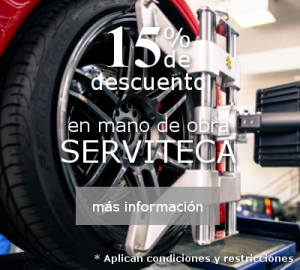 15% de
descuento
en mano de obra
SERVITECA
más información
* Aplican condiciones y restricciones